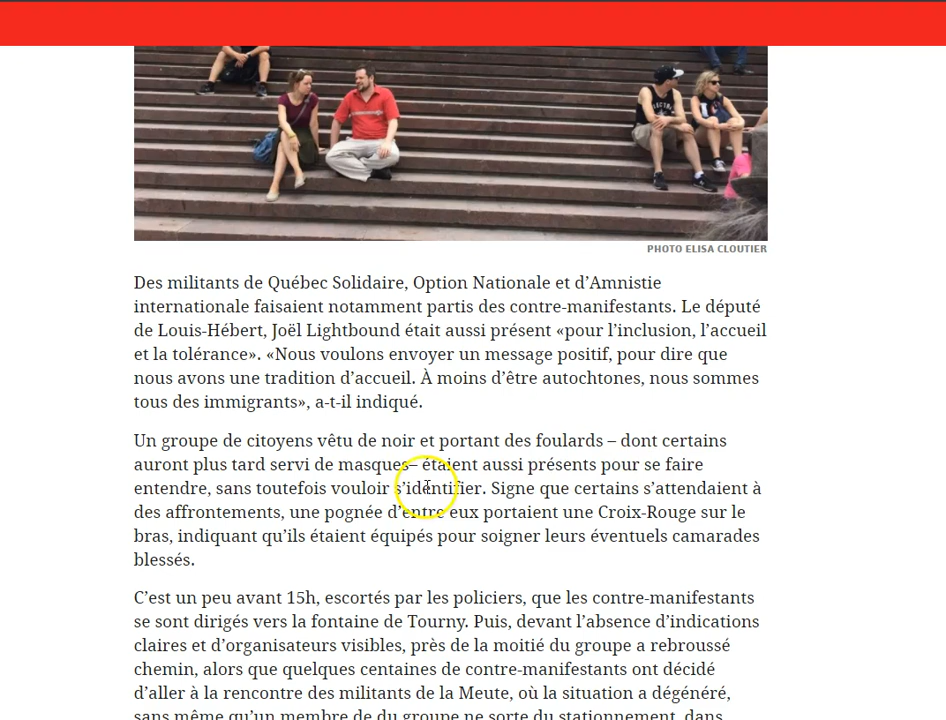 PHOTO ELISA CLOUTIER
Des militants de Québec Solidaire, Option Nationale et d’Amnistie
internationale faisaient notamment partis des contre-manifestants. Le député
de Louis-Hébert, Joël Lightbound était aussi présent «pour l’inclusion, l’accueil
et la tolérance». «Nous voulons envoyer un message positif, pour dire que
nous avons une tradition d’accueil. À moins d’être autochtones, nous sommes
tous des immigrants», a-t-il indiqué.
Un groupe de citoyens vêtu de noir et portant des foulards – dont certains
auront plus tard servi de masques– étaient aussi présents pour se faire
entendre, sans toutefois vouloir s’identifier. Signe que certains s’attendaient à
des affrontements, une pognée d’entre eux portaient une Croix-Rouge sur le
bras, indiquant qu’ils étaient équipés pour soigner leurs éventuels camarades
blessés.
C’est un peu avant 15h, escortés par les policiers, que les contre-manifestants
se sont dirigés vers la fontaine de Tourny. Puis, devant l’absence d’indications
claires et d’organisateurs visibles, près de la moitié du groupe a rebroussé
chemin, alors que quelques centaines de contre-manifestants ont décidé
d’aller à la rencontre des militants de la Meute, où la situation a dégénéré,
sans même qu’un membre de du groupe ne sorte du stationnement, dans